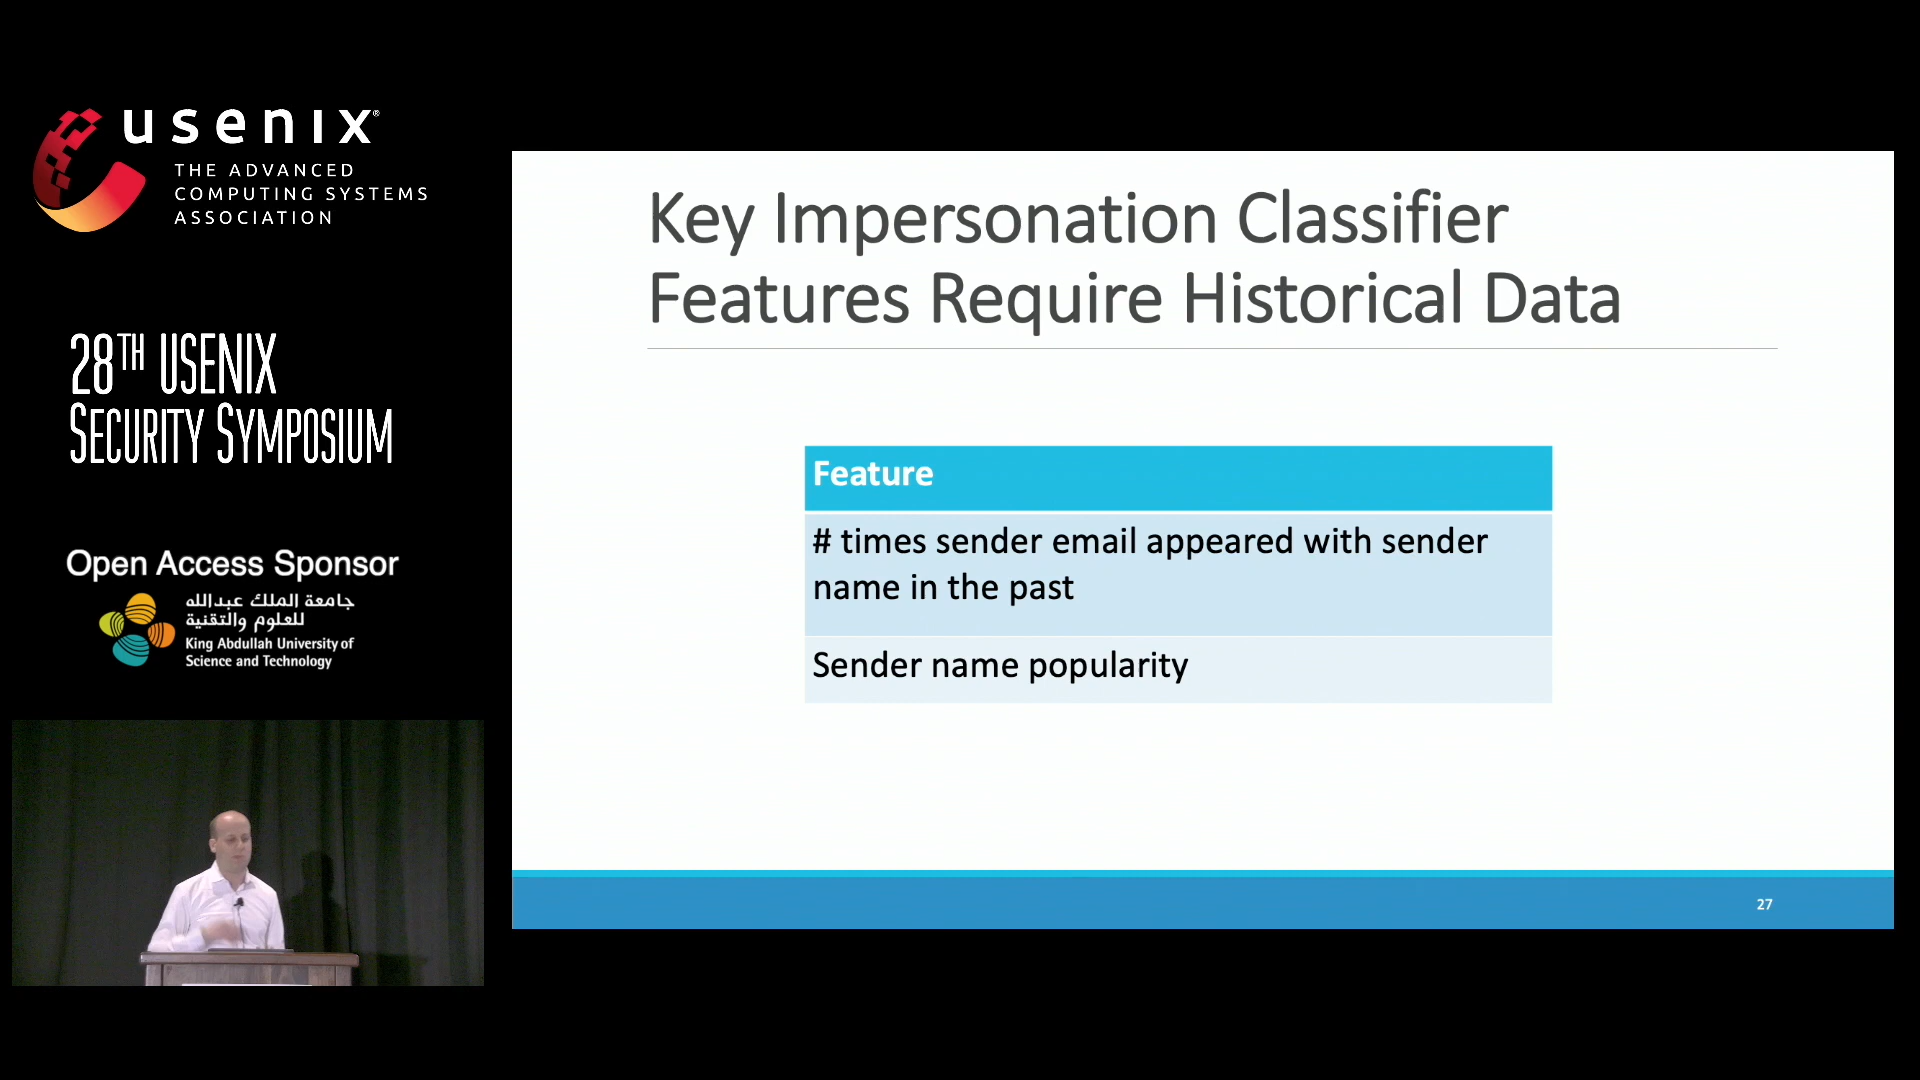 usenix®
THE ADVANCED
COMPUTING SYSTEMS
ASSOCIATION
28TH USENIX
SECURITY SYMPOSIUM
Open Access Sponsor
جامعة الملك عبدالله
للعلوم والتقنية
King Abdullah University of
Science and Technology
Key Impersonation Classifier
Features Require Historical Data
Feature
# times sender email appeared with sender
name in the past
Sender name popularity
27